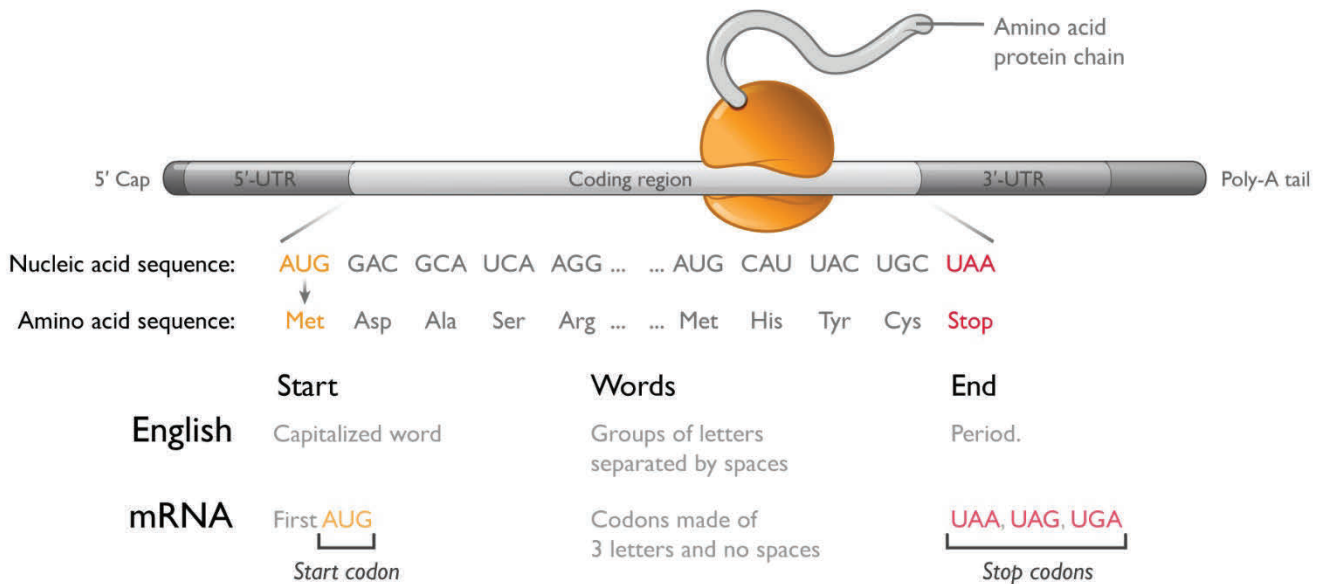 Amino acid
protein chain
5′ Cap 5′-UTR Coding region 3′-UTR Poly-A tail
Nucleic acid sequence: AUG GAC GCA UCA AGG ... ... AUG CAU UAC UGC UAA
Amino acid sequence: Met Asp Ala Ser Arg ... ... Met His Tyr Cys Stop
Start Words End
English Capitalized word Groups of letters Period.
separated by spaces
mRNA First AUG Codons made of UAA, UAG, UGA
3 letters and no spaces
Start codon Stop codons